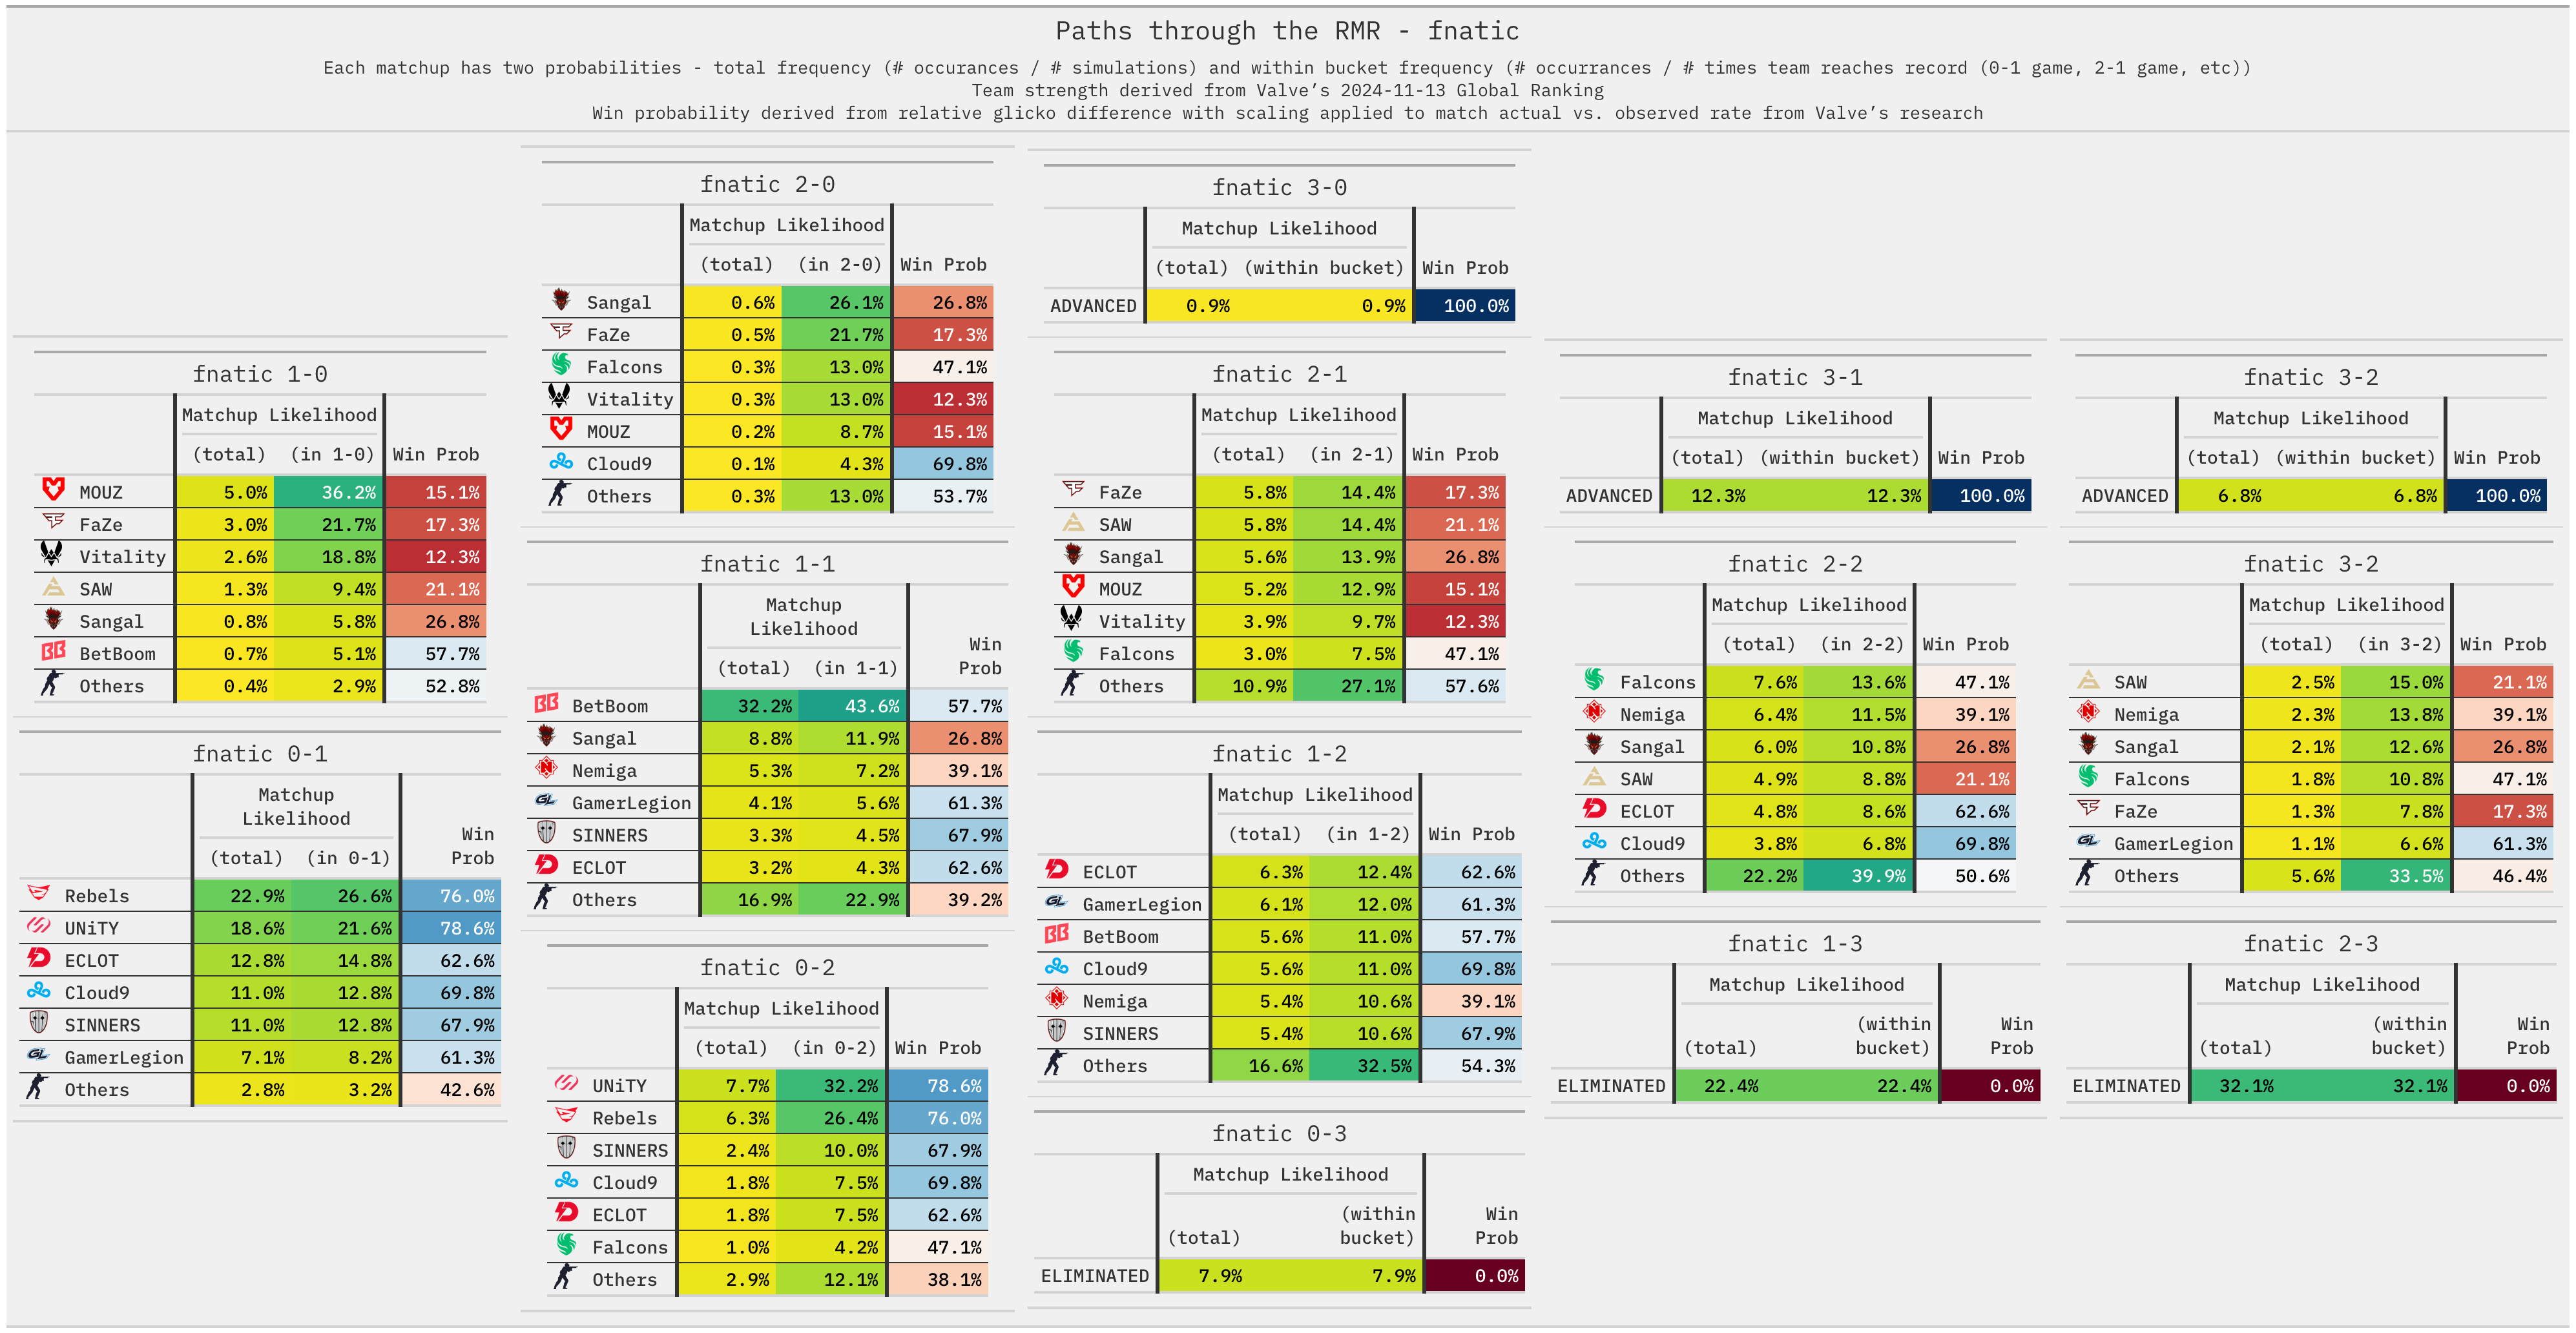 Paths through the RMR - fnatic
Each matchup has two probabilities - total frequency (# occurances / # simulations) and within bucket frequency (# occurrances / # times team reaches record (0-1 game, 2-1 game, etc))
Team strength derived from Valve's 2024-11-13 Global Ranking
Win probability derived from relative glicko difference with scaling applied to match actual vs. observed rate from Valve's research
fnatic 1-0
Matchup Likelihood
(total) (in 1-0) Win Prob
MOUZ 5.0% 36.2% 15.1%
FaZe 3.0% 21.7% 17.3%
Vitality 2.6% 18.8% 12.3%
SAW 1.3% 9.4% 21.1%
Sangal 0.8% 5.8% 26.8%
BetBoom 0.7% 5.1% 57.7%
Others 0.4% 2.9% 52.8%
fnatic 0-1
Matchup
Likelihood
Win
(total) (in 0-1) Prob
Rebels 22.9% 26.6% 76.0%
UNiTY 18.6% 21.6% 78.6%
ECLOT 12.8% 14.8% 62.6%
Cloud9 11.0% 12.8% 69.8%
SINNERS 11.0% 12.8% 67.9%
GamerLegion 7.1% 8.2% 61.3%
Others 2.8% 3.2% 42.6%
fnatic 2-0
Matchup Likelihood
(total) (in 2-0) Win Prob
Sangal 0.6% 26.1% 26.8%
FaZe 0.5% 21.7% 17.3%
Falcons 0.3% 13.0% 47.1%
Vitality 0.3% 13.0% 12.3%
MOUZ 0.2% 8.7% 15.1%
Cloud9 0.1% 4.3% 69.8%
Others 0.3% 13.0% 53.7%
fnatic 1-1
Matchup
Likelihood
Win
(total) (in 1-1) Prob
BetBoom 32.2% 43.6% 57.7%
Sangal 8.8% 11.9% 26.8%
Nemiga 5.3% 7.2% 39.1%
GamerLegion 4.1% 5.6% 61.3%
SINNERS 3.3% 4.5% 67.9%
ECLOT 3.2% 4.3% 62.6%
Others 16.9% 22.9% 39.2%
fnatic 0-2
Matchup Likelihood
(total) (in 0-2) Win Prob
UNiTY 7.7% 32.2% 78.6%
Rebels 6.3% 26.4% 76.0%
SINNERS 2.4% 10.0% 67.9%
Cloud9 1.8% 7.5% 69.8%
ECLOT 1.8% 7.5% 62.6%
Falcons 1.0% 4.2% 47.1%
Others 2.9% 12.1% 38.1%
fnatic 3-0
Matchup Likelihood
(total) (within bucket) Win Prob
ADVANCED 0.9% 0.9% 100.0%
fnatic 2-1
Matchup Likelihood
(total) (in 2-1) Win Prob
FaZe 5.8% 14.4% 17.3%
SAW 5.8% 14.4% 21.1%
Sangal 5.6% 13.9% 26.8%
MOUZ 5.2% 12.9% 15.1%
Vitality 3.9% 9.7% 12.3%
Falcons 3.0% 7.5% 47.1%
Others 10.9% 27.1% 57.6%
fnatic 1-2
Matchup Likelihood
(total) (in 1-2) Win Prob
ECLOT 6.3% 12.4% 62.6%
GamerLegion 6.1% 12.0% 61.3%
BetBoom 5.6% 11.0% 57.7%
Cloud9 5.6% 11.0% 69.8%
Nemiga 5.4% 10.6% 39.1%
SINNERS 5.4% 10.6% 67.9%
Others 16.6% 32.5% 54.3%
fnatic 0-3
Matchup Likelihood
(within Win
(total) bucket) Prob
ELIMINATED 7.9% 7.9% 0.0%
fnatic 3-1
Matchup Likelihood
(total) (within bucket) Win Prob
ADVANCED 12.3% 12.3% 100.0%
fnatic 2-2
Matchup Likelihood
(total) (in 2-2) Win Prob
Falcons 7.6% 13.6% 47.1%
Nemiga 6.4% 11.5% 39.1%
Sangal 6.0% 10.8% 26.8%
SAW 4.9% 8.8% 21.1%
ECLOT 4.8% 8.6% 62.6%
Cloud9 3.8% 6.8% 69.8%
Others 22.2% 39.9% 50.6%
fnatic 1-3
Matchup Likelihood
(within Win
(total) bucket) Prob
ELIMINATED 22.4% 22.4% 0.0%
fnatic 3-2
Matchup Likelihood
(total) (within bucket) Win Prob
ADVANCED 6.8% 6.8% 100.0%
fnatic 3-2
Matchup Likelihood
(total) (in 3-2) Win Prob
SAW 2.5% 15.0% 21.1%
Nemiga 2.3% 13.8% 39.1%
Sangal 2.1% 12.6% 26.8%
Falcons 1.8% 10.8% 47.1%
FaZe 1.3% 7.8% 17.3%
GamerLegion 1.1% 6.6% 61.3%
Others 5.6% 33.5% 46.4%
fnatic 2-3
Matchup Likelihood
(within Win
(total) bucket) Prob
ELIMINATED 32.1% 32.1% 0.0%